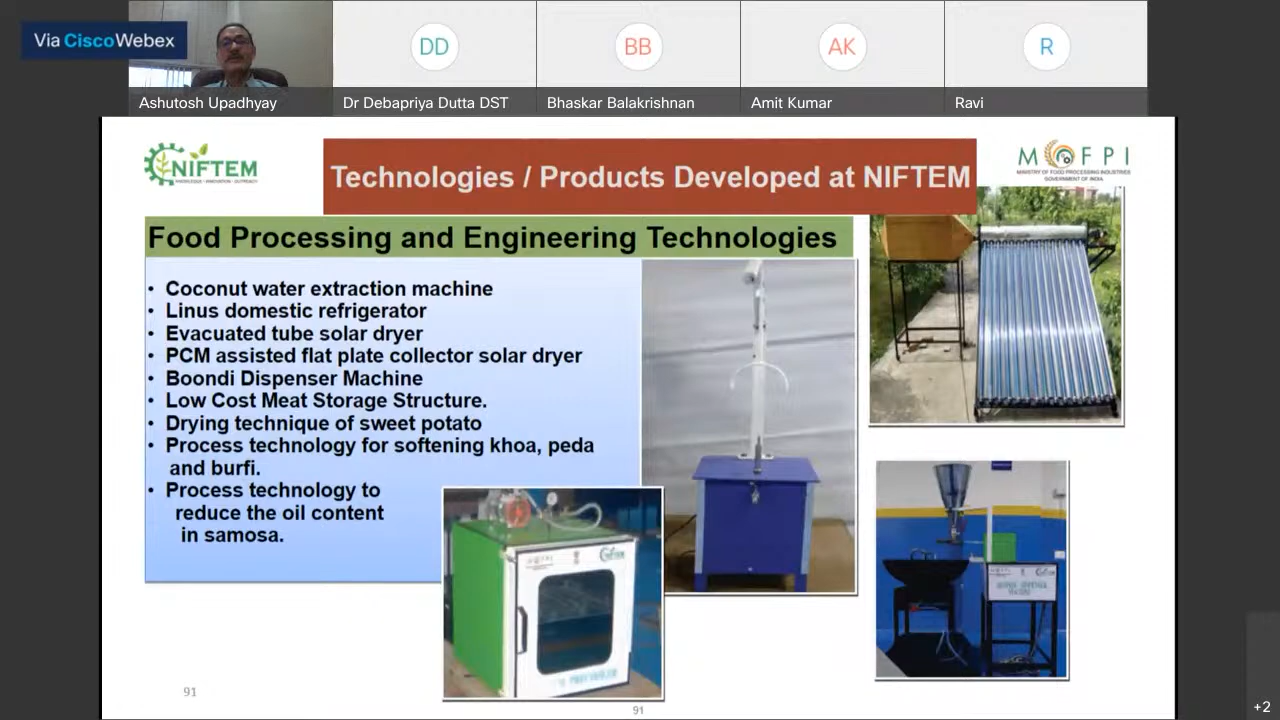 Via Cisco Webex
DD
BB
AK
R
Ashutosh Upadhyay
Dr Debapriya Dutta DST
Bhaskar Balakrishnan
Amit Kumar
Ravi
NIFTEM
KNOWLEDGE • INNOVATION • OUTREACH
Technologies / Products Developed at NIFTEM
MOFPI
MINISTRY OF FOOD PROCESSING INDUSTRIES
GOVERNMENT OF INDIA
Food Processing and Engineering Technologies
• Coconut water extraction machine
• Linus domestic refrigerator
• Evacuated tube solar dryer
• PCM assisted flat plate collector solar dryer
• Boondi Dispenser Machine
• Low Cost Meat Storage Structure.
• Drying technique of sweet potato
• Process technology for softening khoa, peda
and burfi.
• Process technology to
reduce the oil content
in samosa.
NIFTEM
91
91
+2